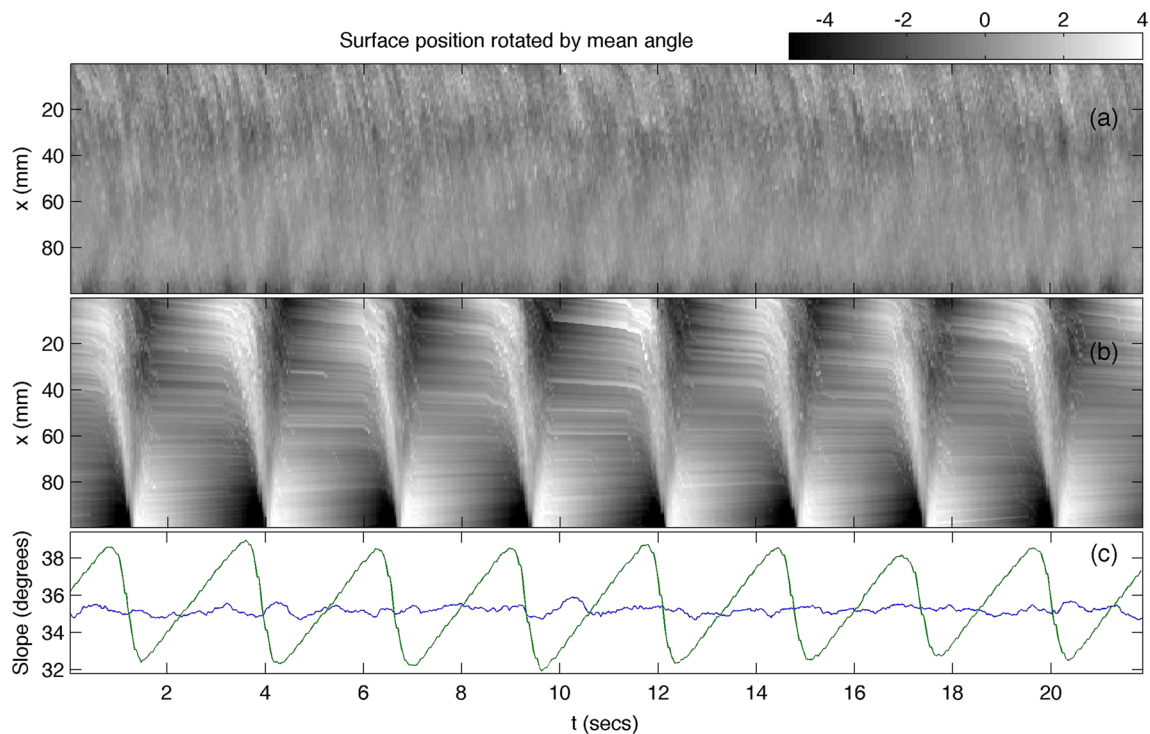 -4 -2 0 2 4
Surface position rotated by mean angle
(a)
20
40
60
80
x (mm)
(b)
20
40
60
80
x (mm)
(c)
38
36
34
32
Slope (degrees)
2 4 6 8 10 12 14 16 18 20
t (secs)